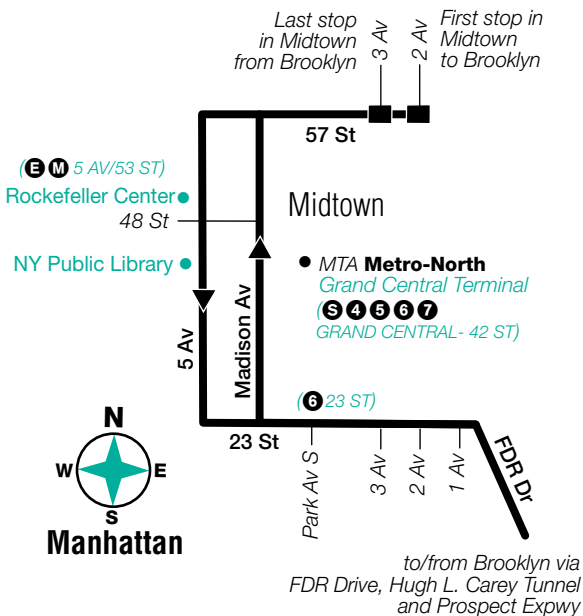 Last stop
in Midtown
from Brooklyn
3 Av
2 Av
First stop in
Midtown
to Brooklyn
57 St
(E M 5 AV/53 ST)
Rockefeller Center
48 St
Midtown
NY Public Library
MTA Metro-North
Grand Central Terminal
(S 4 5 6 7
GRAND CENTRAL- 42 ST)
5 Av
Madison Av
(6 23 ST)
23 St
Park Av S
3 Av
2 Av
1 Av
FDR Dr
N
W
E
S
Manhattan
to/from Brooklyn via
FDR Drive, Hugh L. Carey Tunnel
and Prospect Expwy